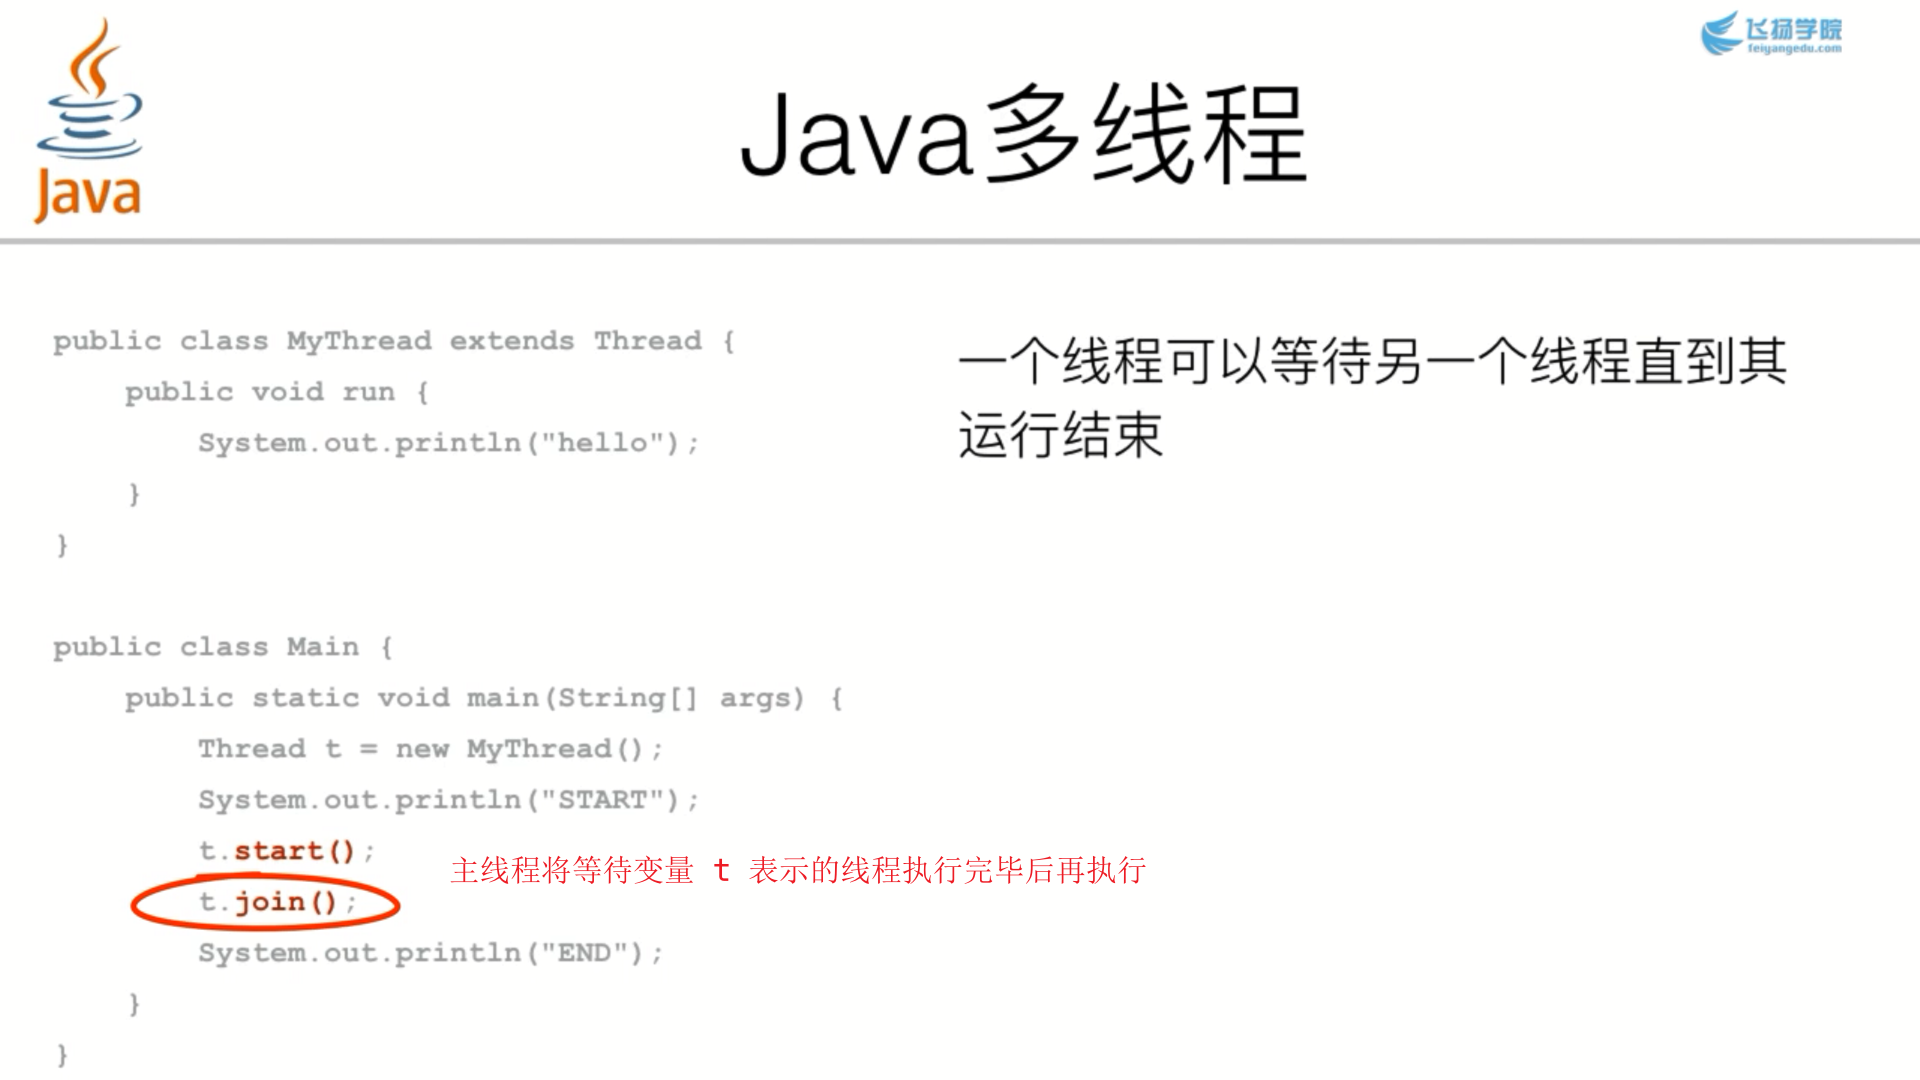 Java
飞扬学院
feiyangedu.com
Java多线程
public class MyThread extends Thread {
    public void run {
        System.out.println("hello");
    }
}
一个线程可以等待另一个线程直到其
运行结束
public class Main {
    public static void main(String[] args) {
        Thread t = new MyThread();
        System.out.println("START");
        t.start();
主线程将等待变量 t 表示的线程执行完毕后再执行
        t.join();
        System.out.println("END");
    }
}